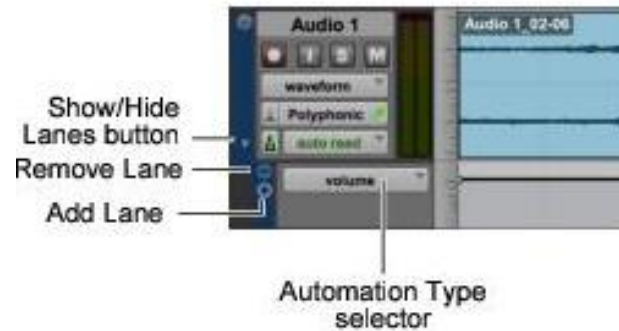 Audio 1
Audio 1_02-06
I S M
waveform
Polyphonic
auto read
volume
Show/Hide
Lanes button
Remove Lane
Add Lane
Automation Type
selector